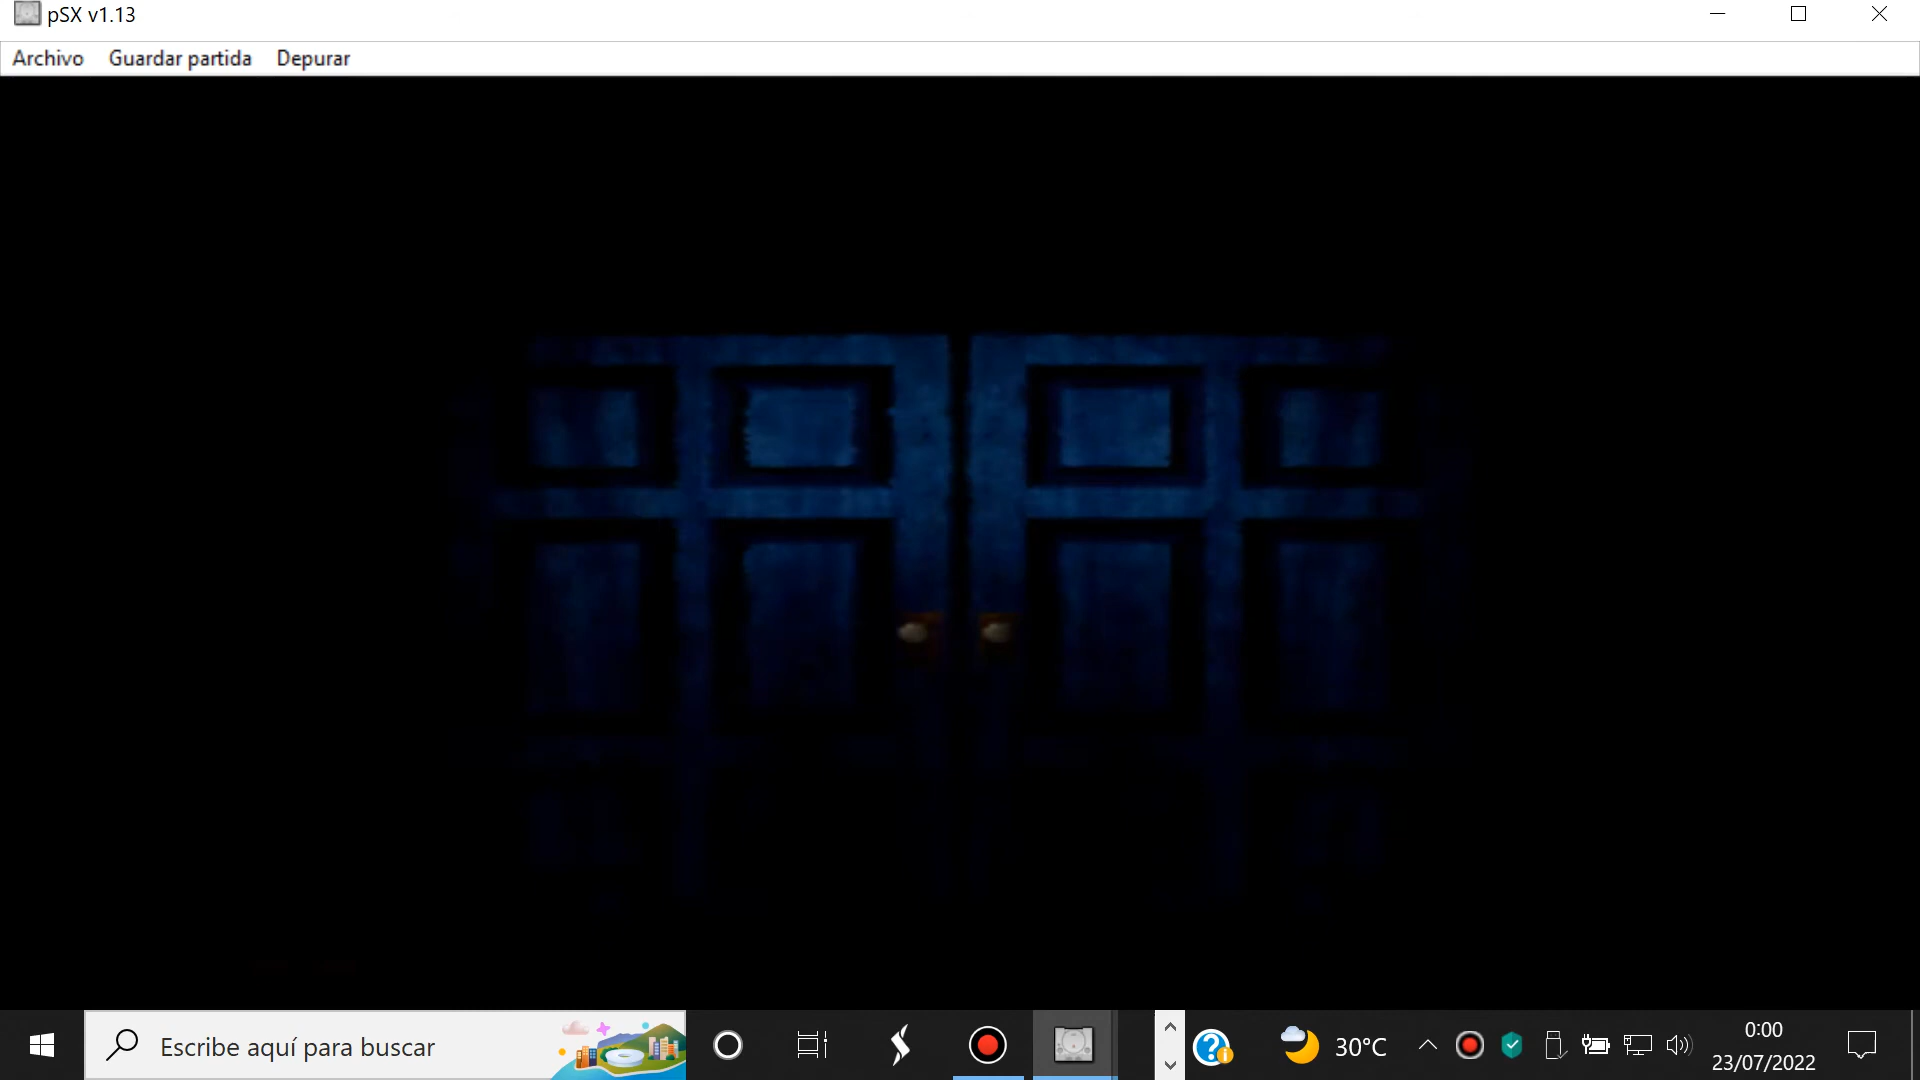 pSX v1.13
Archivo Guardar partida Depurar
Escribe aquí para buscar
30°C
0:00
23/07/2022